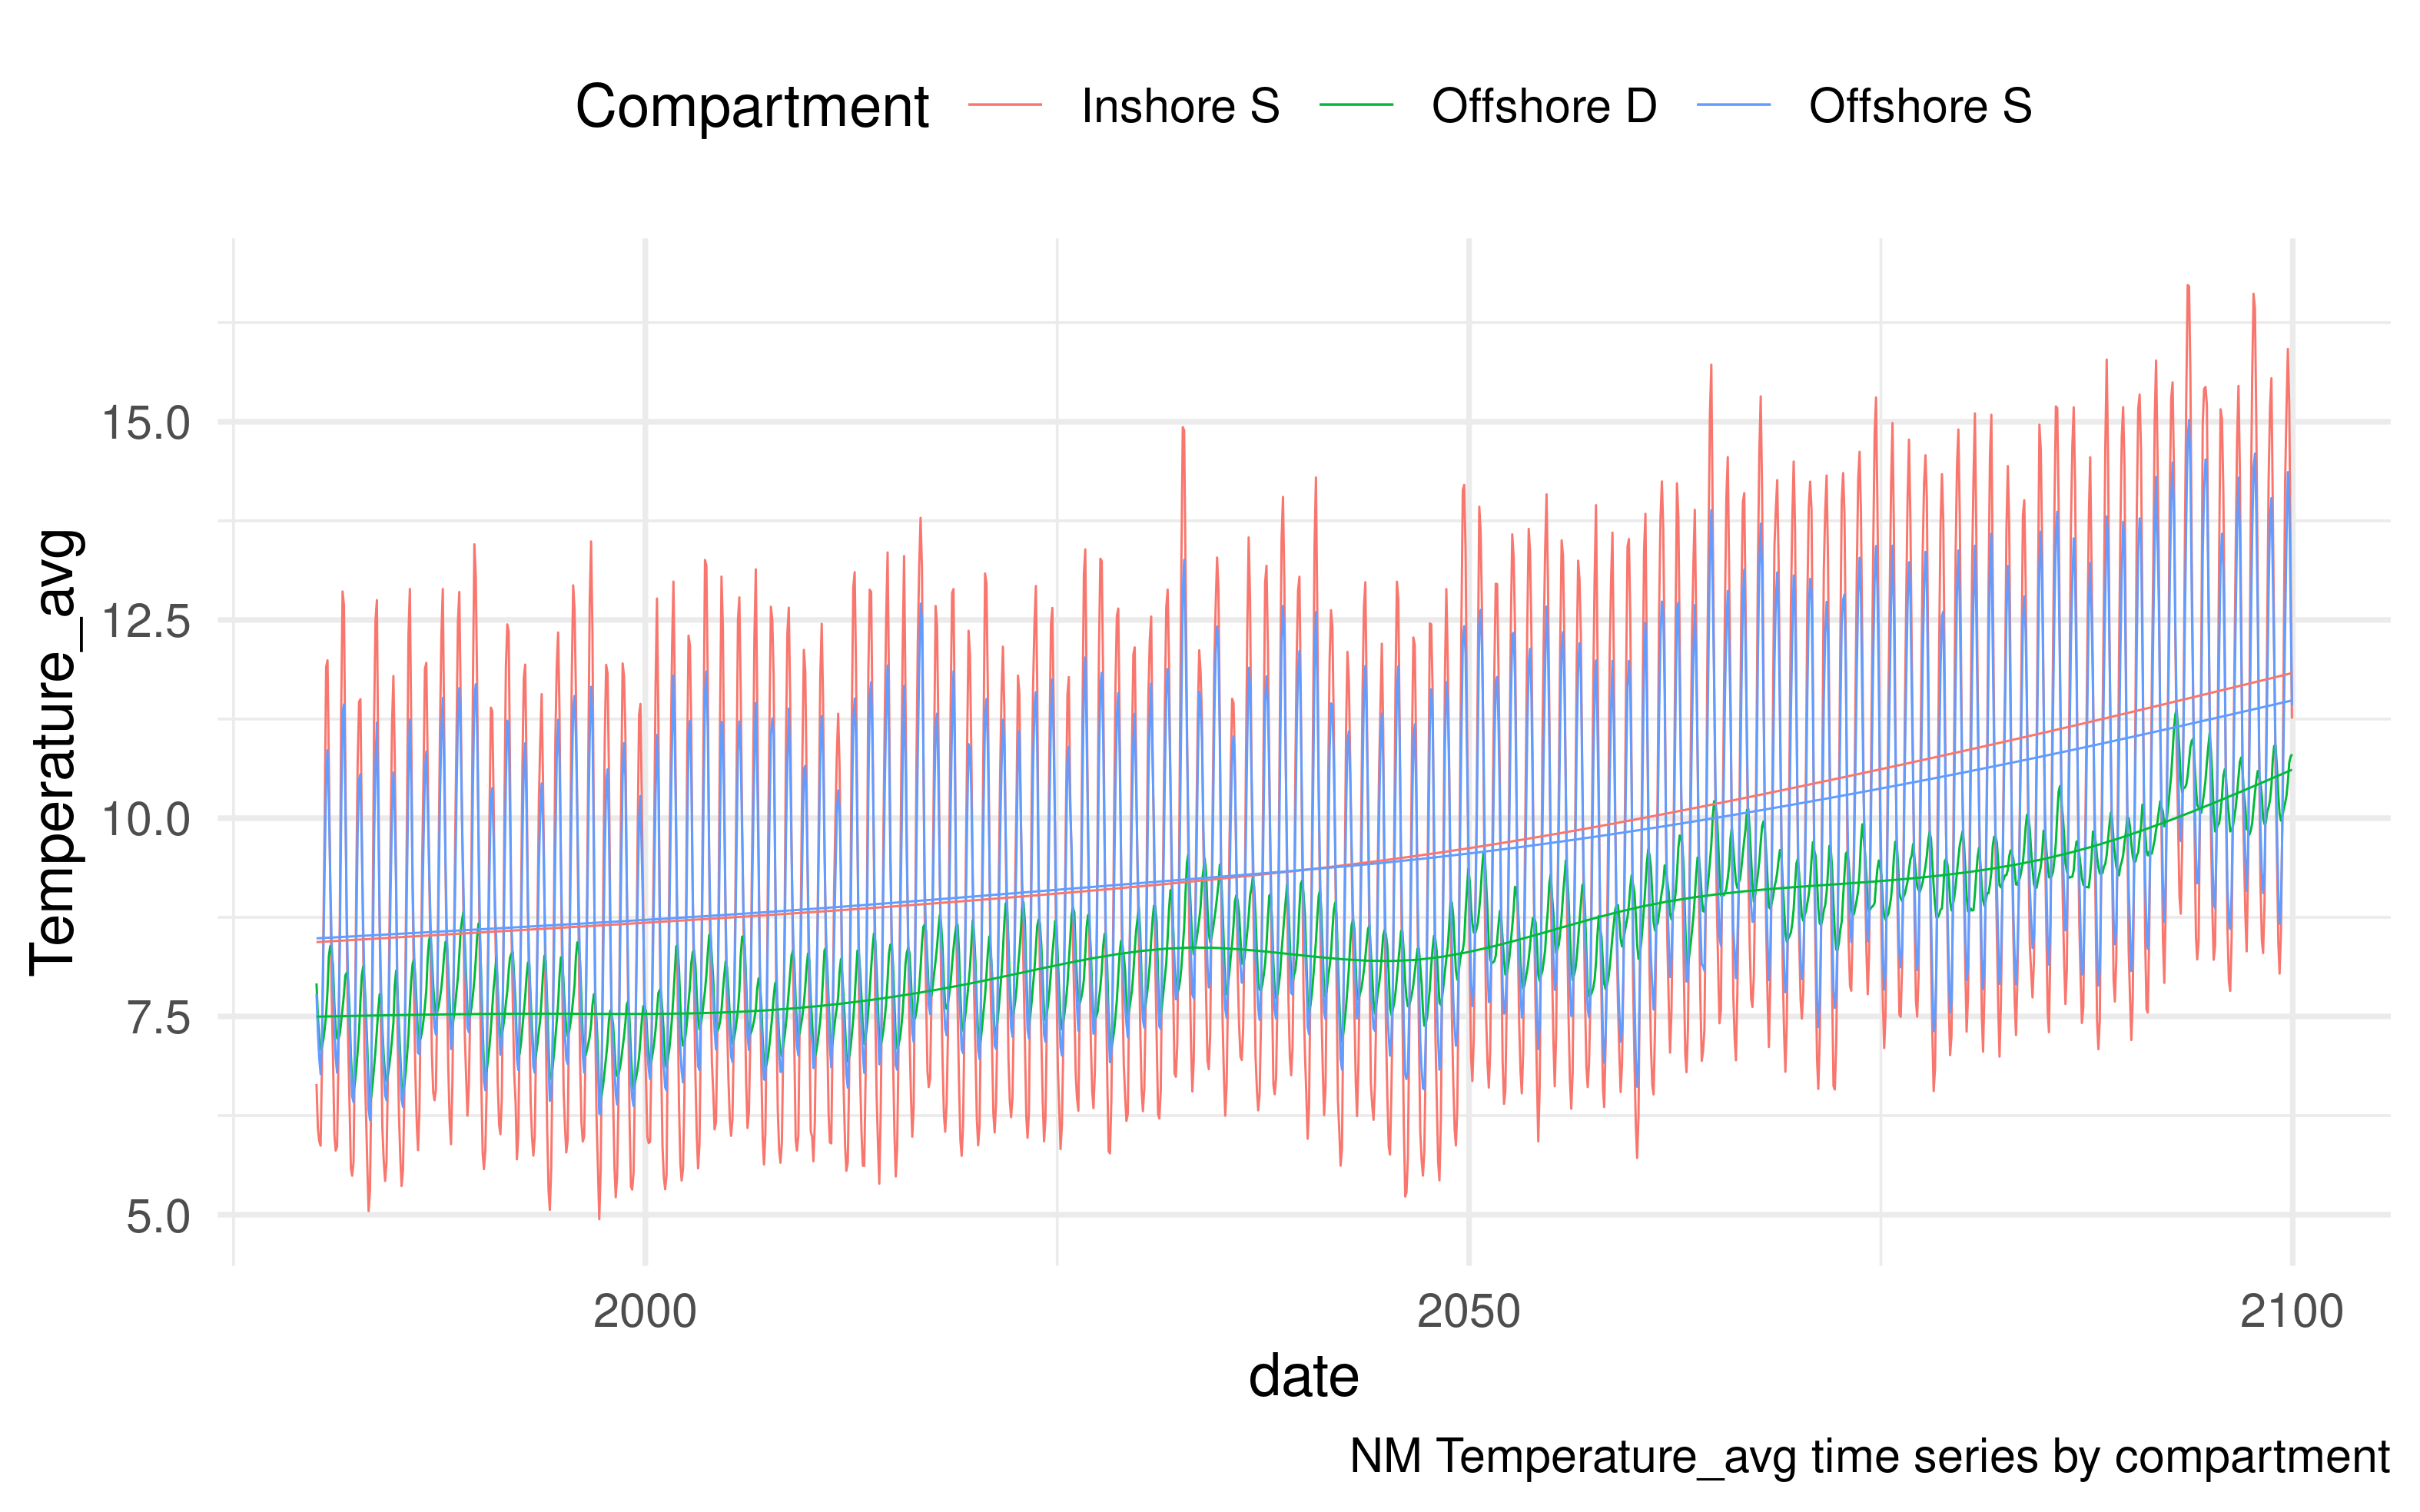 Compartment Inshore S Offshore D Offshore S
Temperature_avg
15.0
12.5
10.0
7.5
5.0
2000 2050 2100
date
NM Temperature_avg time series by compartment